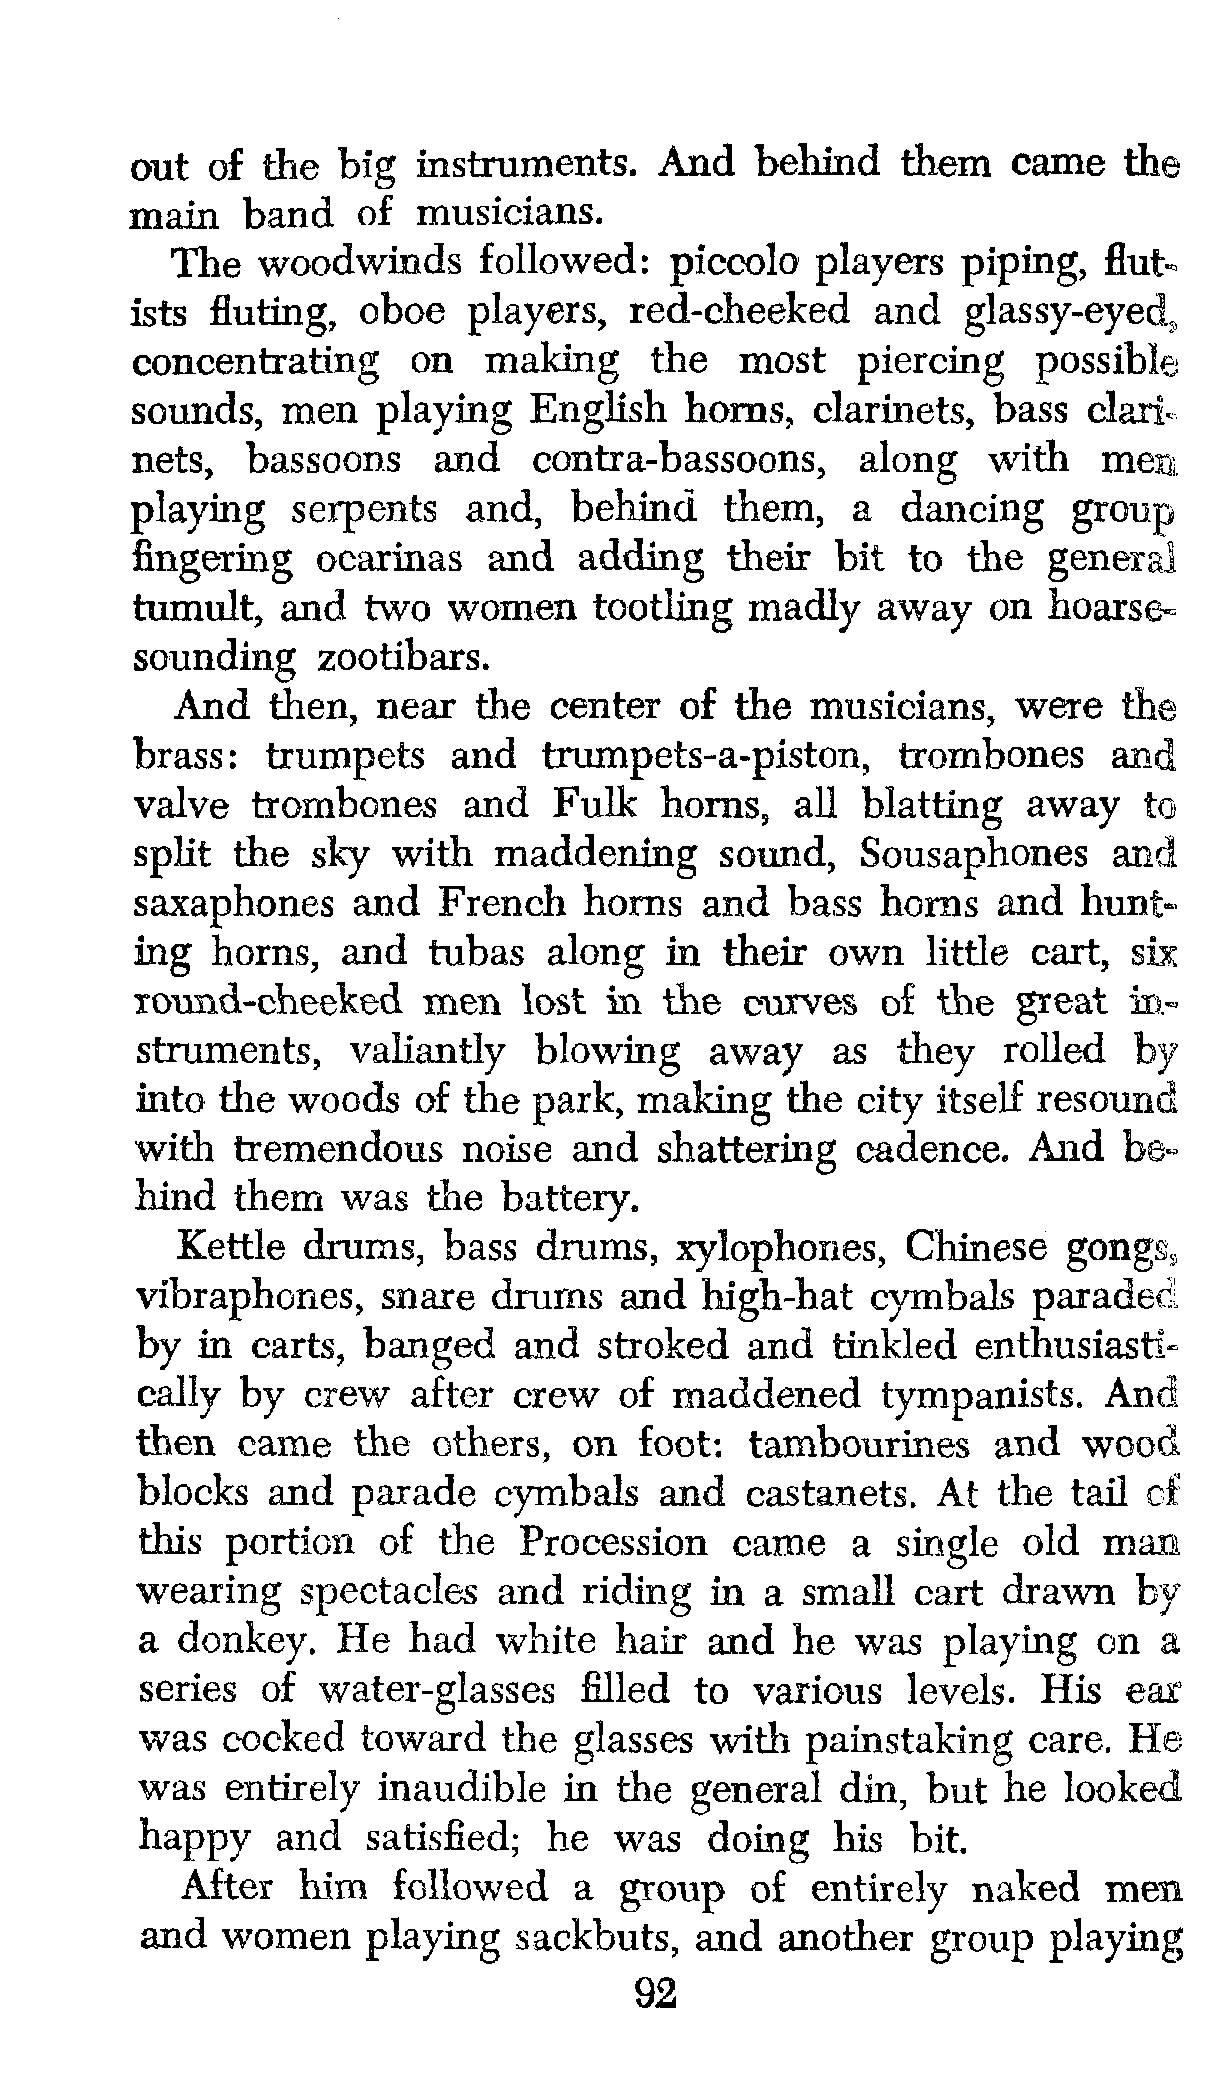 out of the big instruments. And behind them came the
main band of musicians.
The woodwinds followed: piccolo players piping, flut-
ists fluting, oboe players, red-cheeked and glassy-eyed,
concentrating on making the most piercing possible
sounds, men playing English horns, clarinets, bass clari-
nets, bassoons and contra-bassoons, along with men
playing serpents and, behind them, a dancing group
fingering ocarinas and adding their bit to the general
tumult, and two women tootling madly away on hoarse-
sounding zootibars.
And then, near the center of the musicians, were the
brass: trumpets and trumpets-a-piston, trombones and
valve trombones and Fulk horns, all blatting away to
split the sky with maddening sound, Sousaphones and
saxaphones and French horns and bass horns and hunt-
ing horns, and tubas along in their own little cart, six
round-cheeked men lost in the curves of the great in-
struments, valiantly blowing away as they rolled by
into the woods of the park, making the city itself resound
with tremendous noise and shattering cadence. And be-
hind them was the battery.
Kettle drums, bass drums, xylophones, Chinese gongs,
vibraphones, snare drums and high-hat cymbals paraded
by in carts, banged and stroked and tinkled enthusiasti-
cally by crew after crew of maddened tympanists. And
then came the others, on foot: tambourines and wood
blocks and parade cymbals and castanets. At the tail of
this portion of the Procession came a single old man
wearing spectacles and riding in a small cart drawn by
a donkey. He had white hair and he was playing on a
series of water-glasses filled to various levels. His ear
was cocked toward the glasses with painstaking care. He
was entirely inaudible in the general din, but he looked
happy and satisfied; he was doing his bit.
After him followed a group of entirely naked men
and women playing sackbuts, and another group playing
92